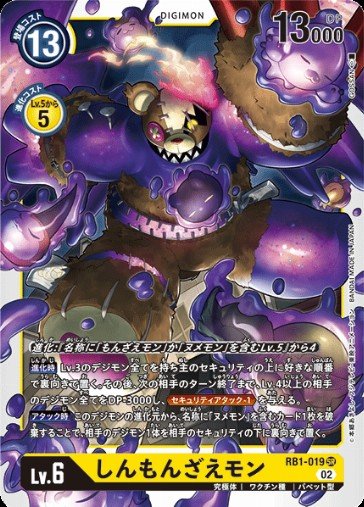 DIGIMON
登場コスト
13
DP
13000
進化コスト
Lv.5から
5
進化:名称に「もんざえモン」か「ヌメモン」を含むLv.5から4
進化時 Lv.3のデジモン全てを持ち主のセキュリティの上に好きな順番
で裏向きで置く。その後、次の相手のターン終了まで、Lv.4以上の相手
のデジモン全てをDP-3000し、セキュリティアタック-1を与える。
アタック時 このデジモンの進化元から、名称に「ヌメモン」を含むカード1枚を破
棄することで、相手のデジモン1体を相手のセキュリティの下に裏向きで置く。
RB1-019 SR
Lv.6
しんもんざえモン
02
究極体 ワクチン種 パペット型